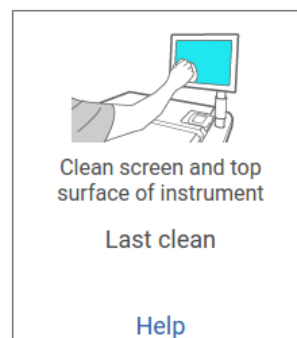 Clean screen and top
surface of instrument
Last clean
Help